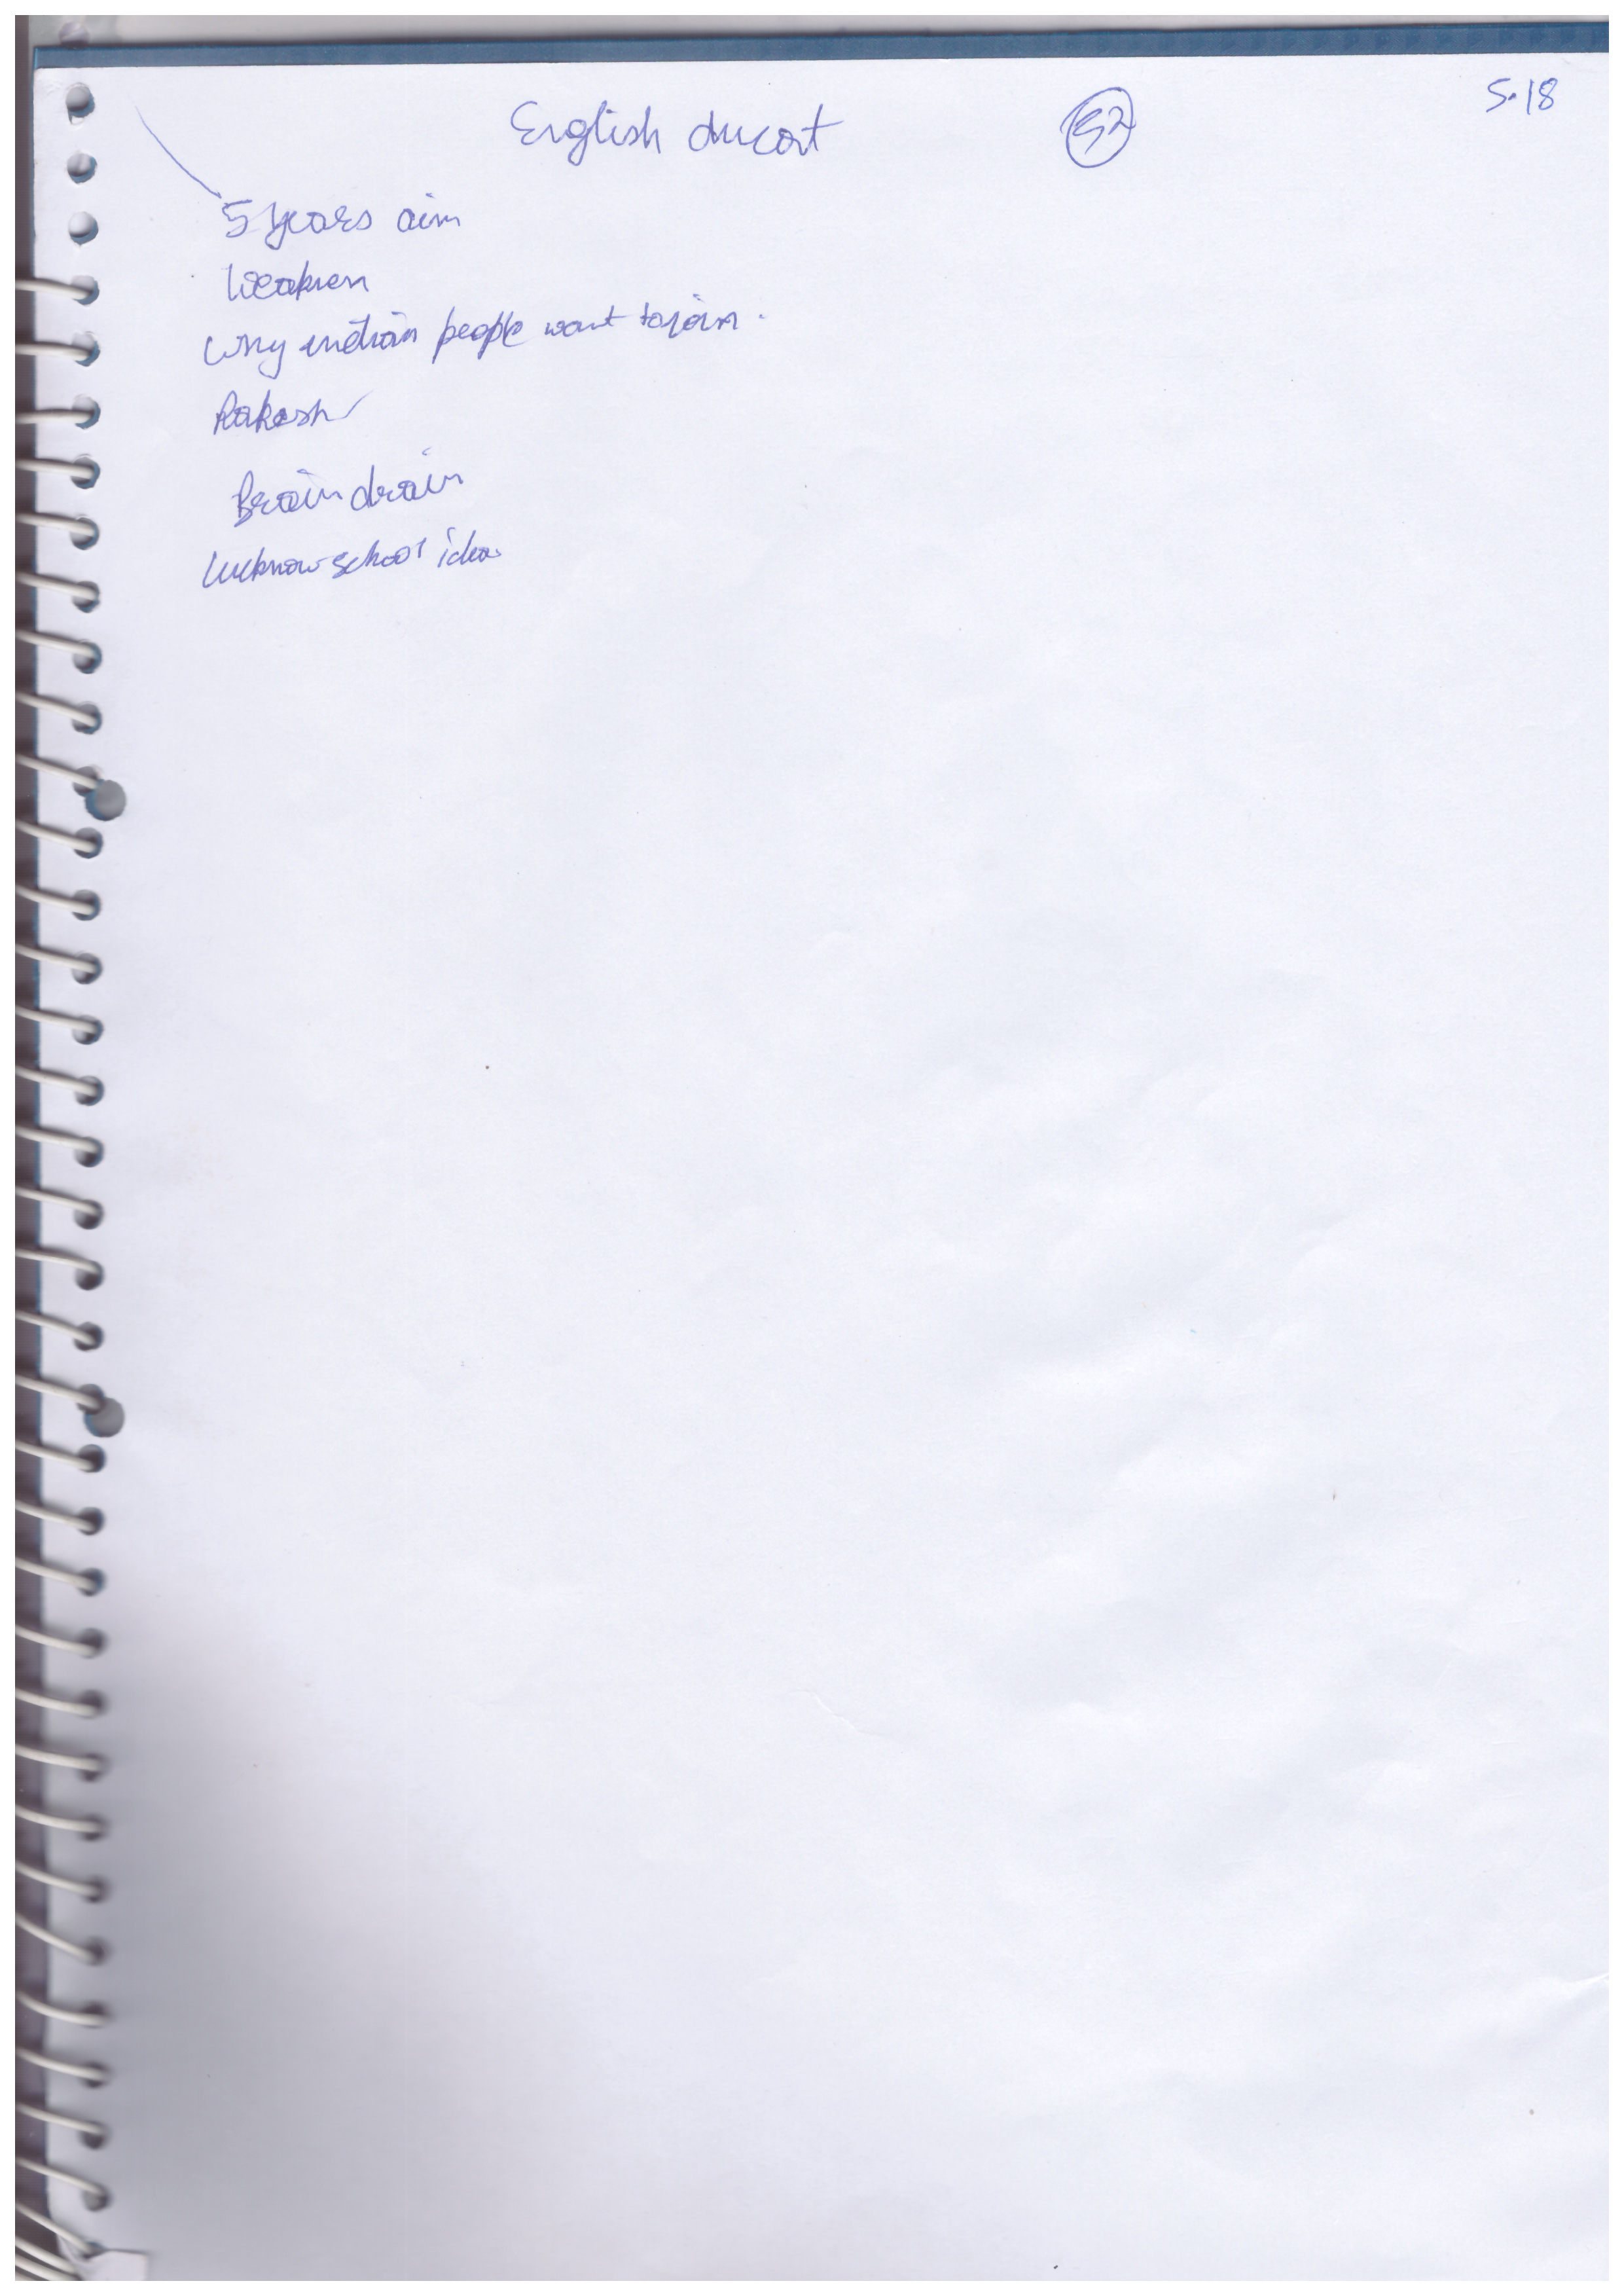 English ducat 52 5.18
5 years aim
Weaknen
Why indian people want to join.
Rakesh
Brain drain
lucknow school idea